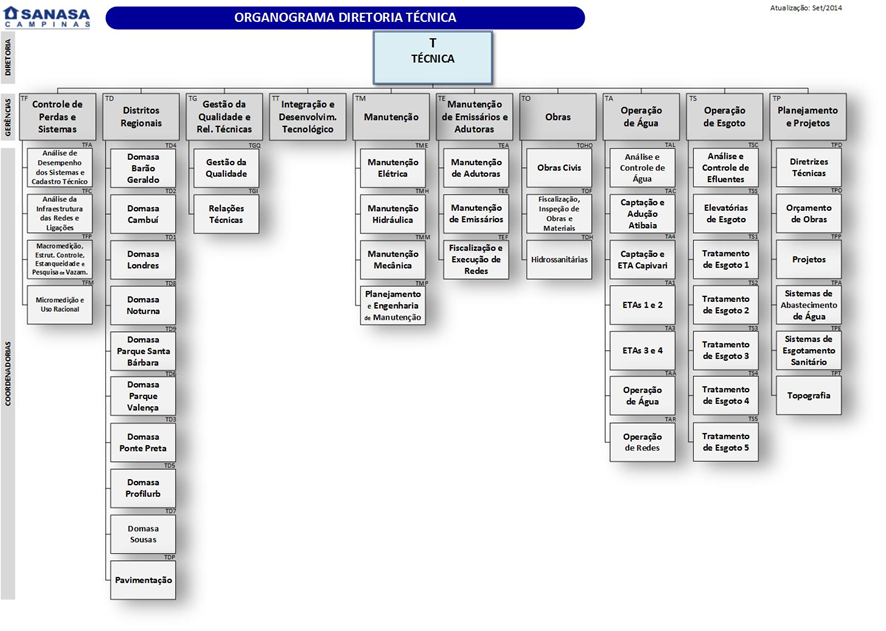 SANASA
CAMPINAS
ORGANOGRAMA DIRETORIA TÉCNICA
Atualização: Set/2014
DIRETORIA
T
TÉCNICA
GERÊNCIAS
TF
Controle de
Perdas e
Sistemas
TD
Distritos
Regionais
TG
Gestão da
Qualidade e
Rel. Técnicas
TT
Integração e
Desenvolvim.
Tecnológico
TM
Manutenção
TE
Manutenção
de Emissários e
Adutoras
TO
Obras
TA
Operação
de Água
TS
Operação
de Esgoto
TP
Planejamento
e Projetos
COORDENADORIAS
TFA
Análise de
Desempenho
dos Sistemas e
Cadastro Técnico
TFC
Análise da
Infraestrutura
das Redes e
Ligações
TFP
Macromedição,
Estrut. Controle,
Estanqueidade e
Pesquisa de Vazam.
TFM
Micromedição e
Uso Racional
TD4
Domasa
Barão
Geraldo
TD2
Domasa
Cambuí
TD1
Domasa
Londres
TD8
Domasa
Noturna
TD9
Domasa
Parque Santa
Bárbara
TD6
Domasa
Parque
Valença
TD3
Domasa
Ponte Preta
TD5
Domasa
Profilurb
TD7
Domasa
Sousas
TDP
Pavimentação
TGQ
Gestão da
Qualidade
TGI
Relações
Técnicas
TME
Manutenção
Elétrica
TMH
Manutenção
Hidráulica
TMM
Manutenção
Mecânica
TMP
Planejamento
e Engenharia
de Manutenção
TEA
Manutenção
de Adutoras
TEE
Manutenção
de Emissários
TEF
Fiscalização e
Execução de
Redes
Obras Civis
TOF
Fiscalização,
Inspeção de
Obras e
Materiais
TOH
Hidrossanitárias
TAL
Análise e
Controle de
Água
TAC
Captação e
Adução
Atibaia
TA4
Captação e
ETA Capivari
TA1
ETAs 1 e 2
TA3
ETAs 3 e 4
TAA
Operação
de Água
TAR
Operação
de Redes
TSC
Análise e
Controle de
Efluentes
Elevatórias
de Esgoto
TS1
Tratamento
de Esgoto 1
TS2
Tratamento
de Esgoto 2
TS3
Tratamento
de Esgoto 3
TS4
Tratamento
de Esgoto 4
TS5
Tratamento
de Esgoto 5
TPD
Diretrizes
Técnicas
TPO
Orçamento
de Obras
TPP
Projetos
TPA
Sistemas de
Abastecimento
de Água
TPE
Sistemas de
Esgotamento
Sanitário
TPT
Topografia